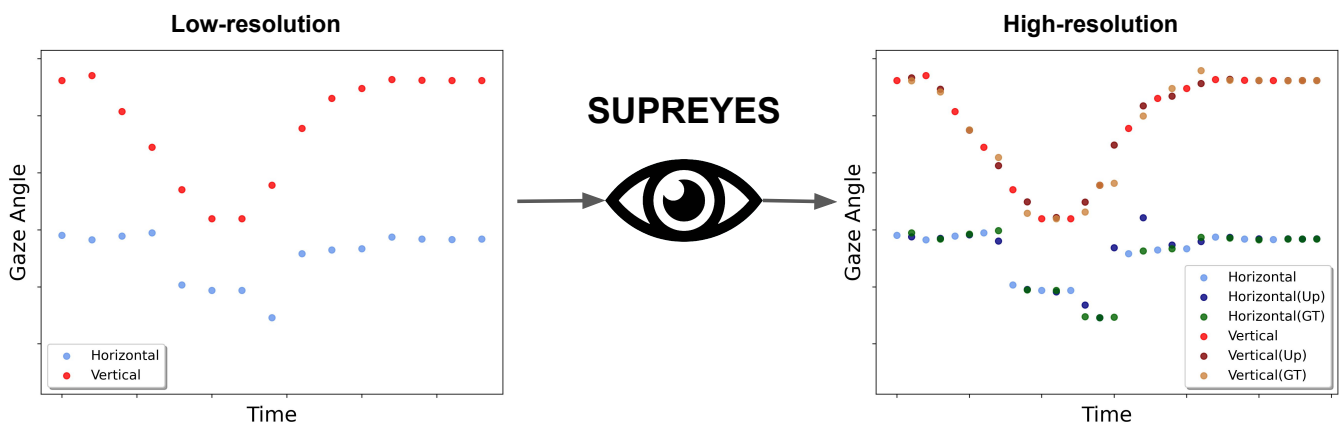 Low-resolution
Gaze Angle
Horizontal
Vertical
Time
SUPREYES
High-resolution
Gaze Angle
Horizontal
Horizontal(Up)
Horizontal(GT)
Vertical
Vertical(Up)
Vertical(GT)
Time